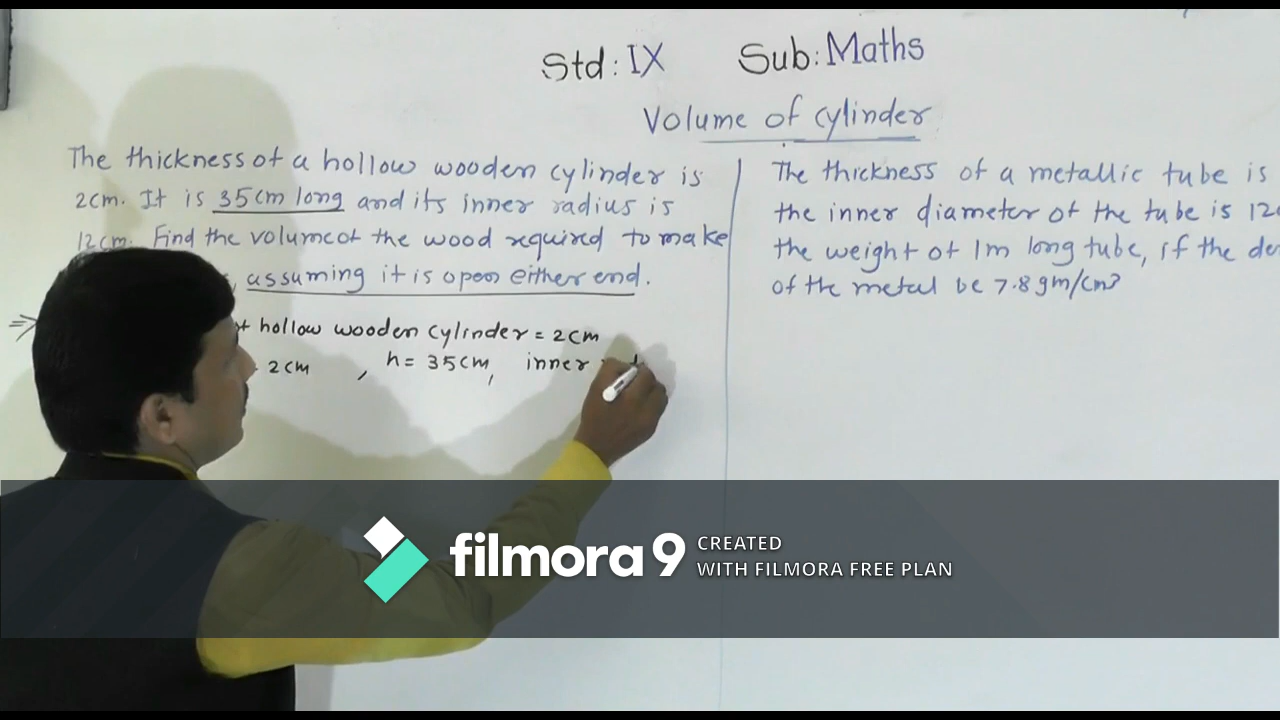 Std: IX Sub: Maths
Volume of cylinder
The thickness of a hollow wooden cylinder is
2cm. It is 35cm long and its inner radius is
12cm. Find the volume of the wood required to make
, assuming it is open either end.
⇒ of hollow wooden cylinder = 2cm
2cm , h = 35cm, inner
The thickness of a metallic tube is
the inner diameter of the tube is 12
the weight of 1m long tube, if the de
of the metal be 7.8gm/cm³
filmora 9 CREATED
WITH FILMORA FREE PLAN